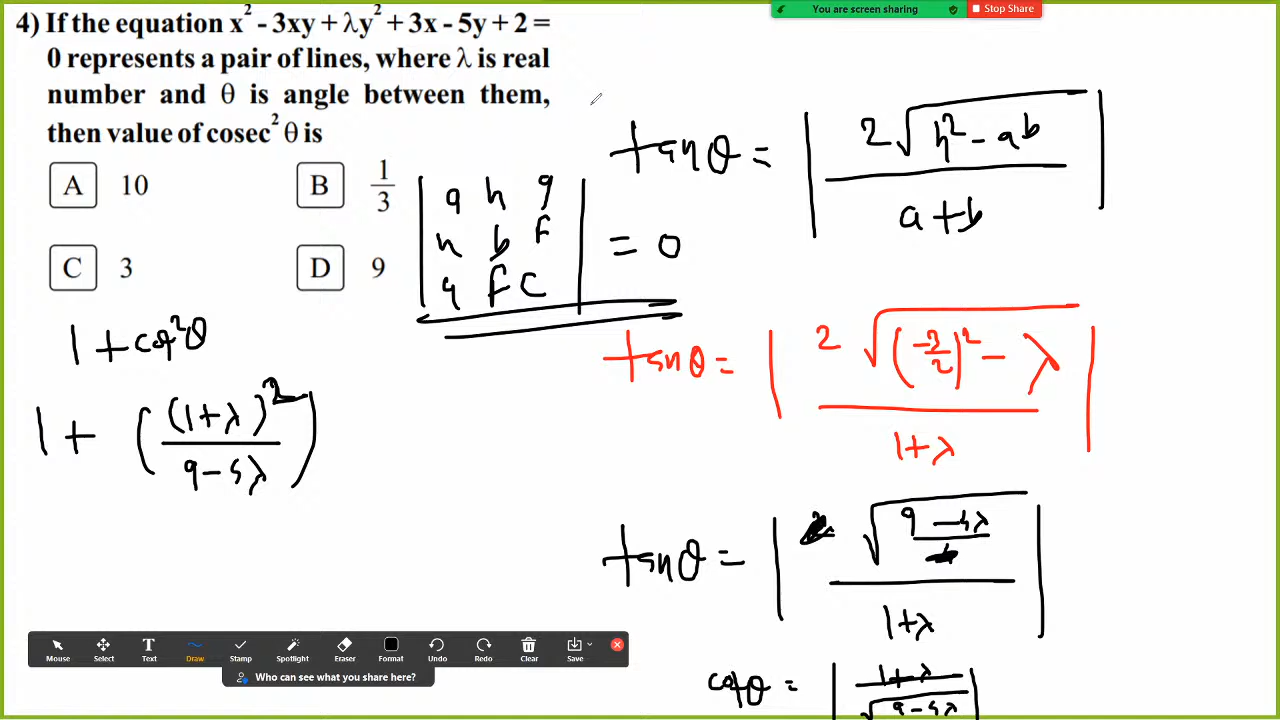 You are screen sharing Stop Share
4) If the equation x² - 3xy + λy² + 3x - 5y + 2 =
0 represents a pair of lines, where λ is real
number and θ is angle between them,
then value of cosec² θ is
A 10 B 1/3
C 3 D 9
| a h g |
| h b f | = 0
| g f c |
tanθ = | 2√(h² - ab) / (a + b) |
1 + cot²θ
1 + ((1+λ)² / (9 - 4λ))
tanθ = | 2 √((-3/2)² - λ) / (1 + λ) |
tanθ = | √(9 - 4λ) / (1 + λ) |
cotθ = | (1 + λ) / √(9 - 4λ) |
Mouse Select Text Draw Stamp Spotlight Eraser Format Undo Redo Clear Save
Who can see what you share here?